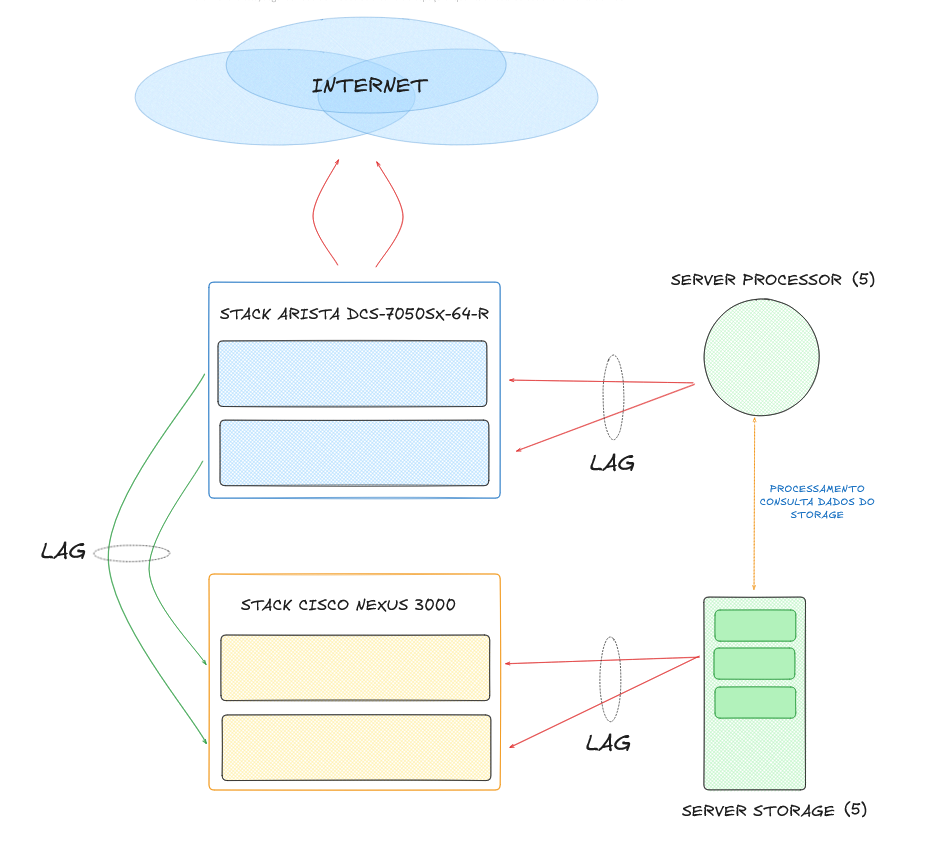 INTERNET
STACK ARISTA DCS-7050SX-64-R
SERVER PROCESSOR (5)
LAG
PROCESSAMENTO
CONSULTA DADOS DO
STORAGE
LAG
STACK CISCO NEXUS 3000
LAG
SERVER STORAGE (5)